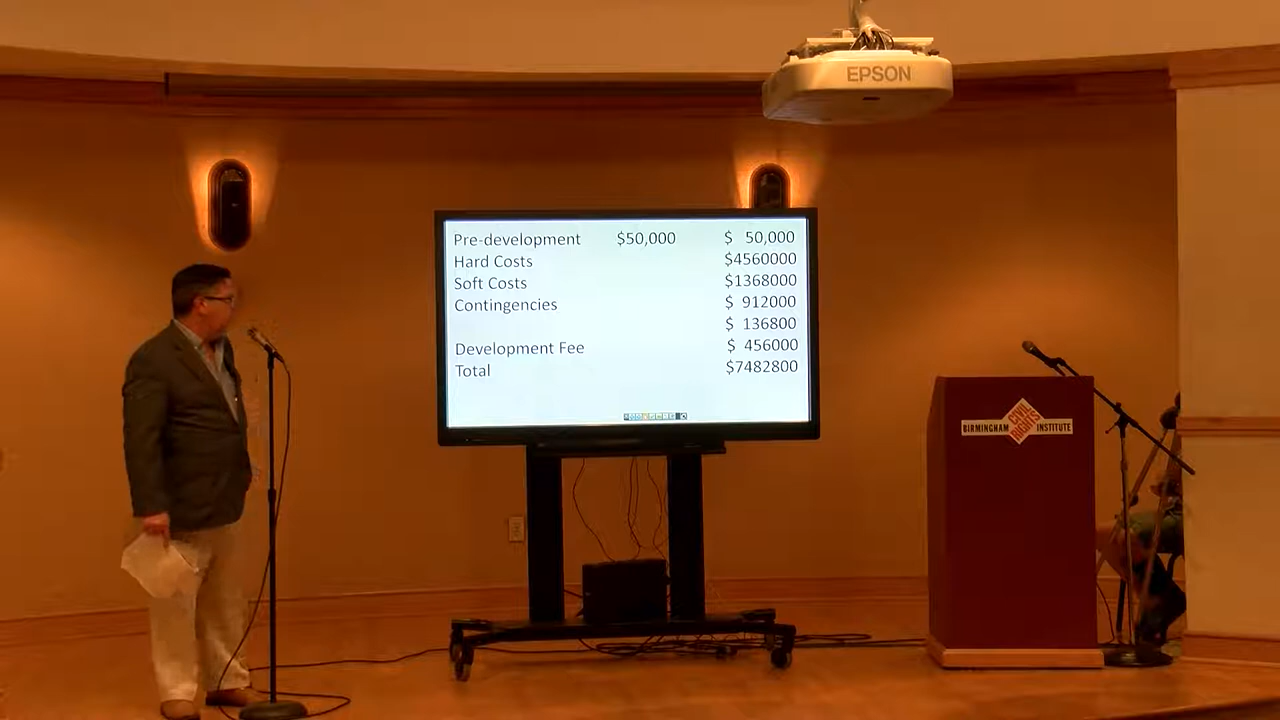 EPSON
Pre-development $50,000 $ 50,000
Hard Costs $4560000
Soft Costs $1368000
Contingencies $ 912000
$ 136800
Development Fee $ 456000
Total $7482800
BIRMINGHAM CIVIL RIGHTS INSTITUTE